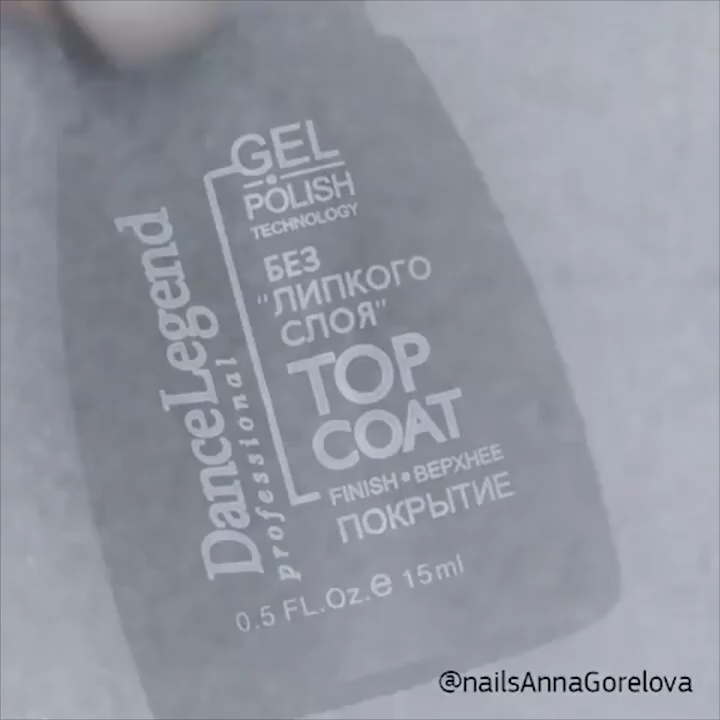 DanceLegend
professional
GEL
POLISH
TECHNOLOGY
БЕЗ
"ЛИПКОГО
СЛОЯ"
TOP
COAT
FINISH • ВЕРХНЕЕ
ПОКРЫТИЕ
0.5 FL.Oz.e 15ml
@nailsAnnaGorelova